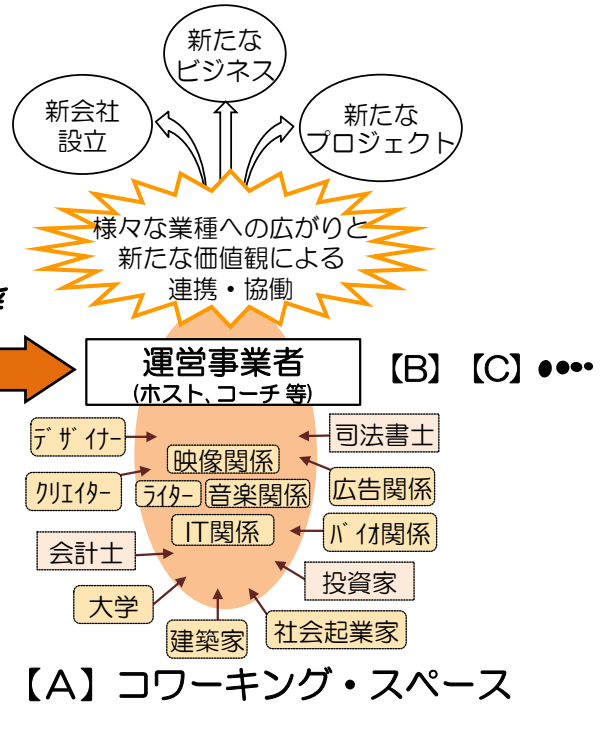 新たな
ビジネス
新会社
設立
新たな
プロジェクト
様々な業種への広がりと
新たな価値観による
連携・協働
運営事業者
(ホスト、コーチ 等)
【B】【C】••••
デザイナー
司法書士
映像関係
クリエイター
ライター
音楽関係
広告関係
IT関係
バイオ関係
会計士
投資家
大学
建築家
社会起業家
【A】コワーキング・スペース